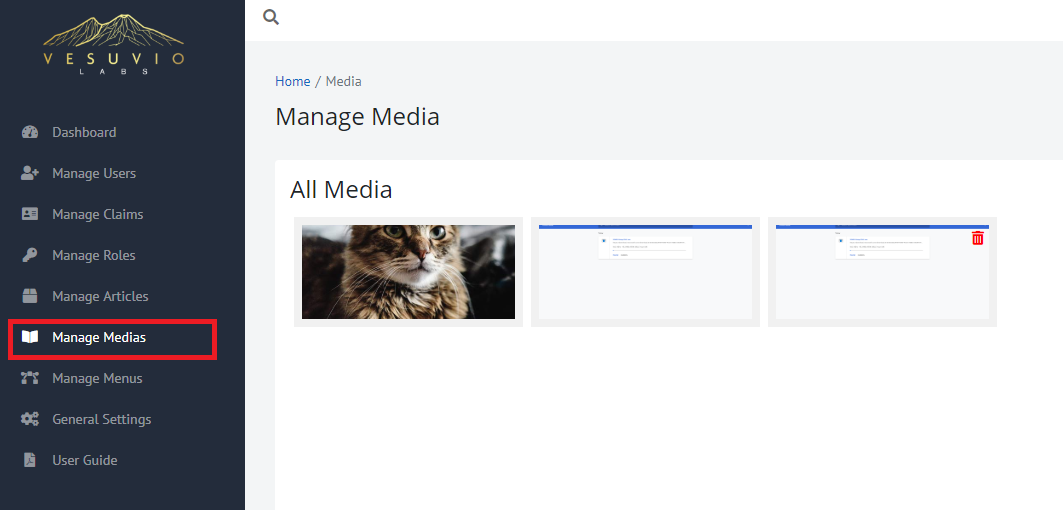 VESUVIO
LABS
Dashboard
Manage Users
Manage Claims
Manage Roles
Manage Articles
Manage Medias
Manage Menus
General Settings
User Guide
Home / Media
Manage Media
All Media